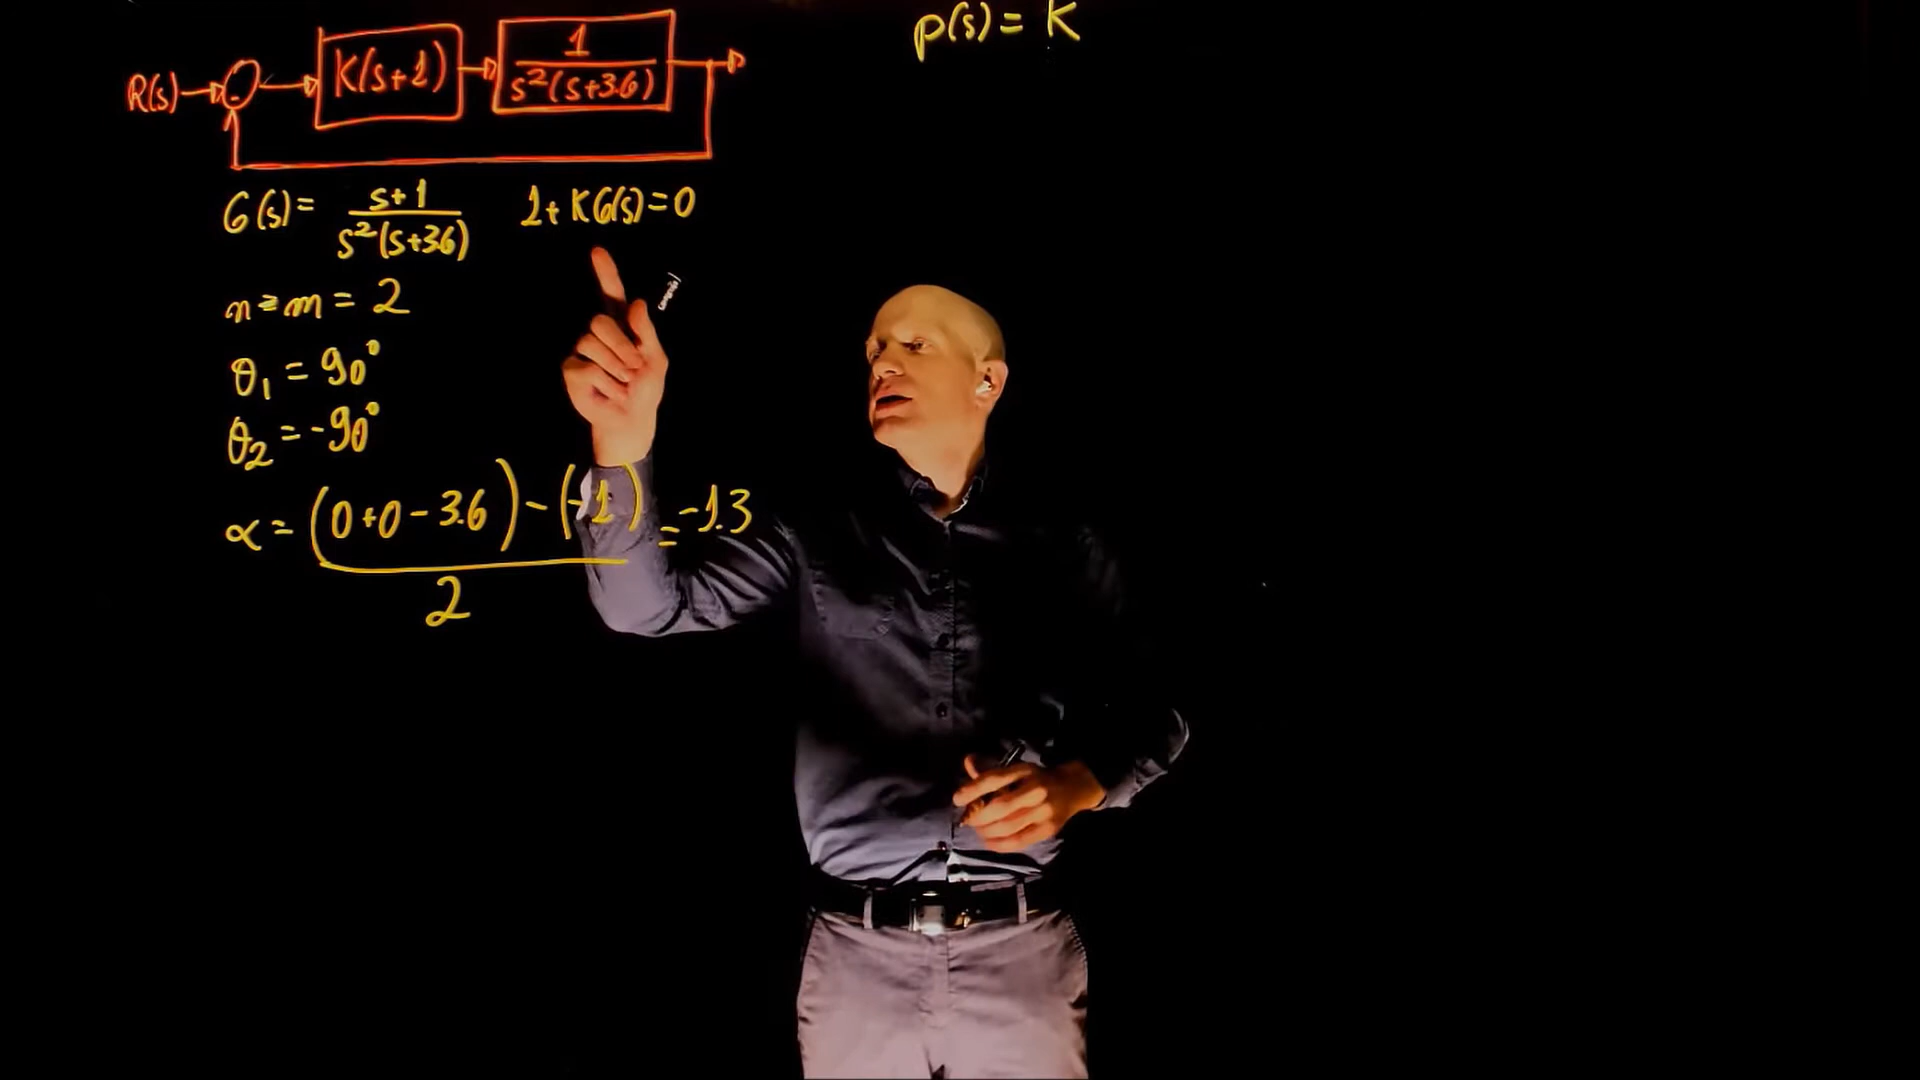 R(s) - K(s+1) 1/(s²(s+3.6))
p(s) = K
G(s) = (s+1)/(s²(s+3.6)) 1 + KG(s) = 0
n - m = 2
θ₁ = 90°
θ₂ = -90°
α = ((0+0-3.6) - (-1))/2 = -1.3